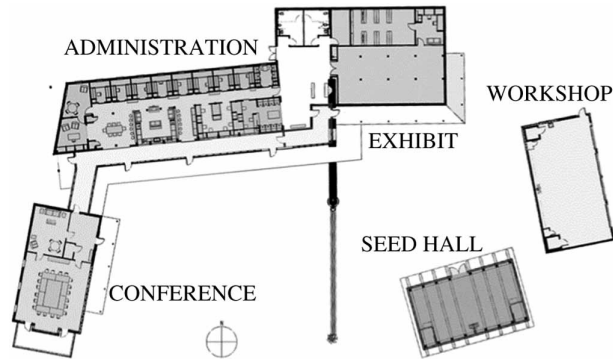 ADMINISTRATION
EXHIBIT
WORKSHOP
SEED HALL
CONFERENCE